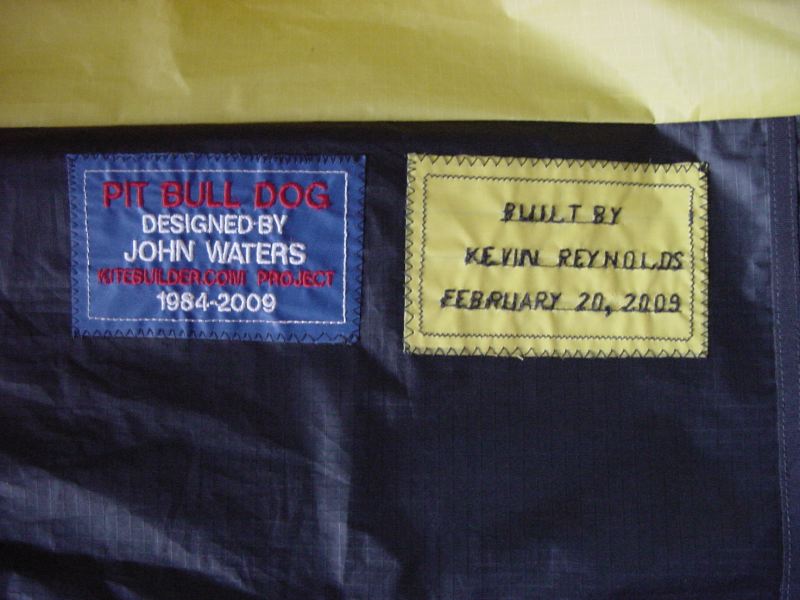 PIT BULL DOG
DESIGNED·BY
JOHN WATERS
KITEBUILDER.COM PROJECT
1984-2009
BUILT BY
KEVIN REYNOLDS
FEBRUARY 20, 2009